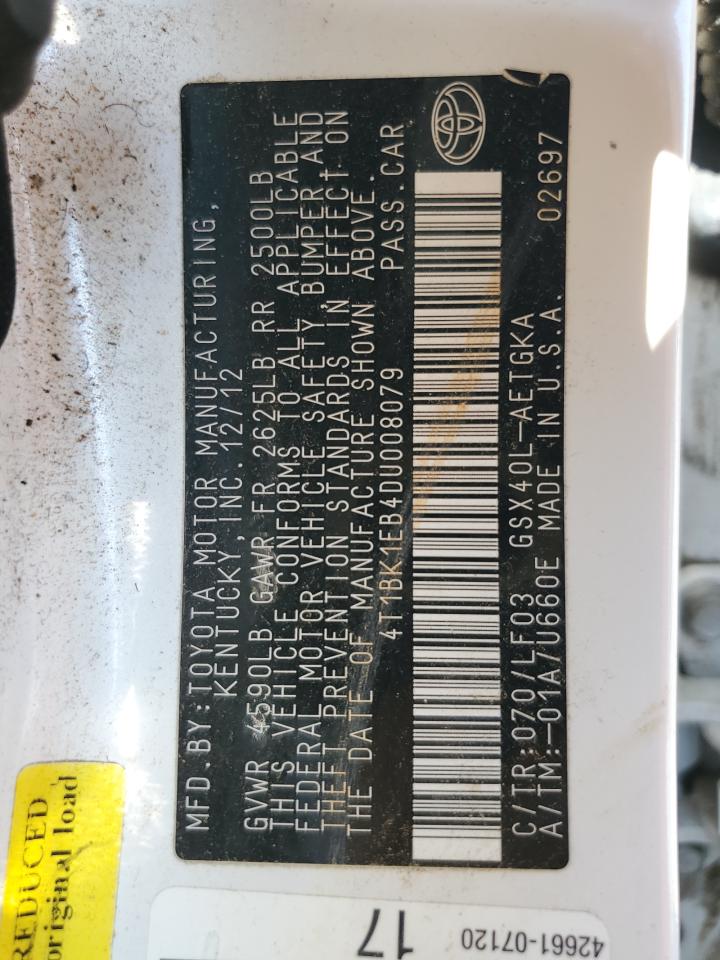 MFD.BY:TOYOTA MOTOR MANUFACTURING,
KENTUCKY,INC.12/12
GVWR 4590LB GAWR FR 2625LB RR 2500LB
THIS VEHICLE CONFORMS TO ALL APPLICABLE
FEDERAL MOTOR VEHICLE SAFETY,BUMPER,AND
THEFT PREVENTION STANDARDS IN EFFECT ON
THE DATE OF MANUFACTURE SHOWN ABOVE.
4T1BK1EB4DU008079 PASS.CAR
C/TR:070/LF03 GSX40L-AETGKA
A/TM:-01A/U660E MADE IN U.S.A. 02697
REDUCED
original load
17
42661-07120